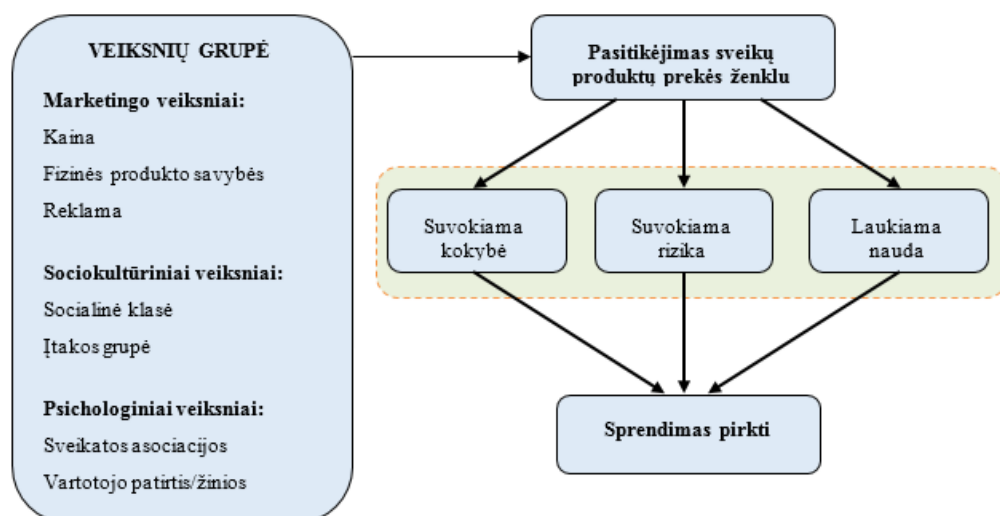 VEIKSNIŲ GRUPĖ
Marketingo veiksniai:
Kaina
Fizinės produkto savybės
Reklama
Sociokultūriniai veiksniai:
Socialinė klasė
Įtakos grupė
Psichologiniai veiksniai:
Sveikatos asociacijos
Vartotojo patirtis/žinios
Pasitikėjimas sveikų
produktų prekės ženklu
Suvokiama
kokybė
Suvokiama
rizika
Laukiama
nauda
Sprendimas pirkti